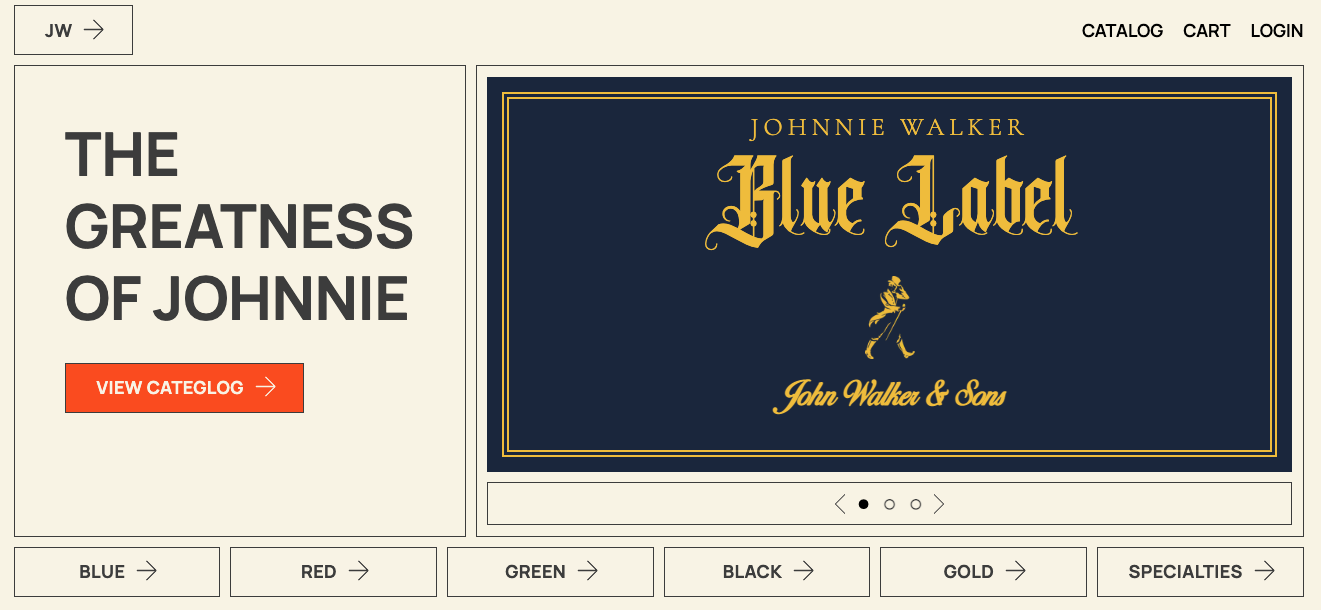 JW
CATALOG CART LOGIN
THE
GREATNESS
OF JOHNNIE
VIEW CATEGLOG
JOHNNIE WALKER
Blue Label
John Walker & Sons
BLUE
RED
GREEN
BLACK
GOLD
SPECIALTIES